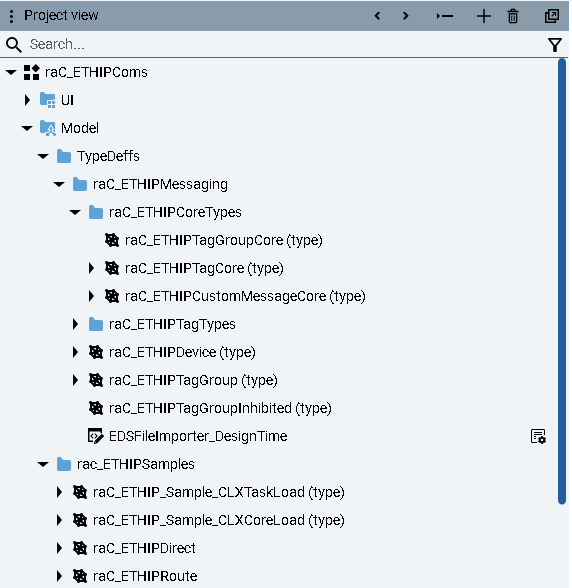 Project view
Search...
raC_ETHIPComs
UI
Model
TypeDeffs
raC_ETHIPMessaging
raC_ETHIPCoreTypes
raC_ETHIPTagGroupCore (type)
raC_ETHIPTagCore (type)
raC_ETHIPCustomMessageCore (type)
raC_ETHIPTagTypes
raC_ETHIPDevice (type)
raC_ETHIPTagGroup (type)
raC_ETHIPTagGroupInhibited (type)
EDSFileImporter_DesignTime
rac_ETHIPSamples
raC_ETHIP_Sample_CLXTaskLoad (type)
raC_ETHIP_Sample_CLXCoreLoad (type)
raC_ETHIPDirect
raC_ETHIPRoute